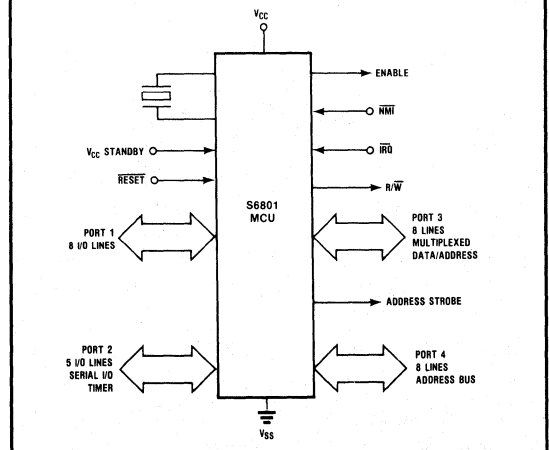 VCC
ENABLE
NMI
VCC STANDBY
IRQ
RESET
R/W
S6801
MCU
PORT 1
8 I/O LINES
PORT 3
8 LINES
MULTIPLEXED
DATA/ADDRESS
ADDRESS STROBE
PORT 2
5 I/O LINES
SERIAL I/O
TIMER
PORT 4
8 LINES
ADDRESS BUS
VSS